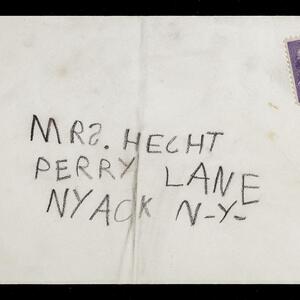 MRS. HECHT
PERRY LANE
NYACK N-Y-